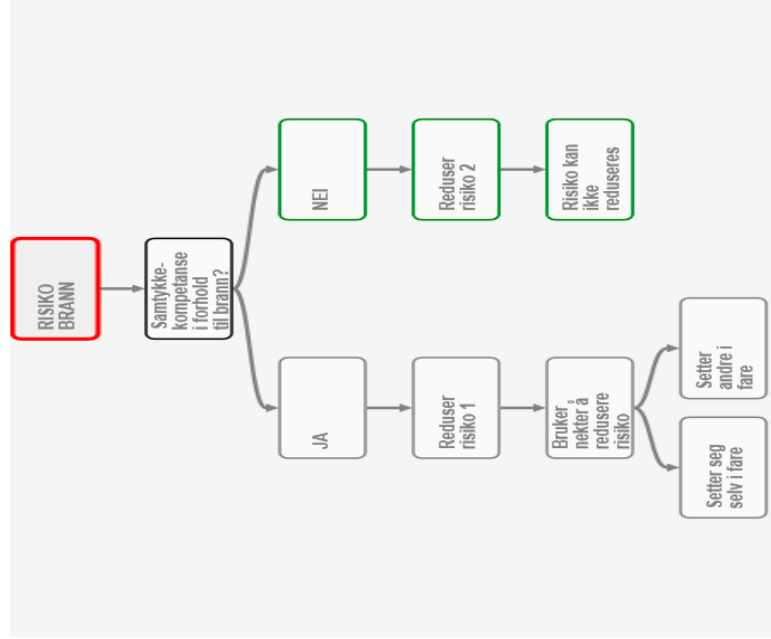 RISIKO
BRANN
Samtykke-
kompetanse
i forhold
til brann?
JA
NEI
Reduser
risiko 1
Reduser
risiko 2
Bruker
nekter å
redusere
risiko
Risiko kan
ikke
reduseres
Setter seg
selv i fare
Setter
andre i
fare